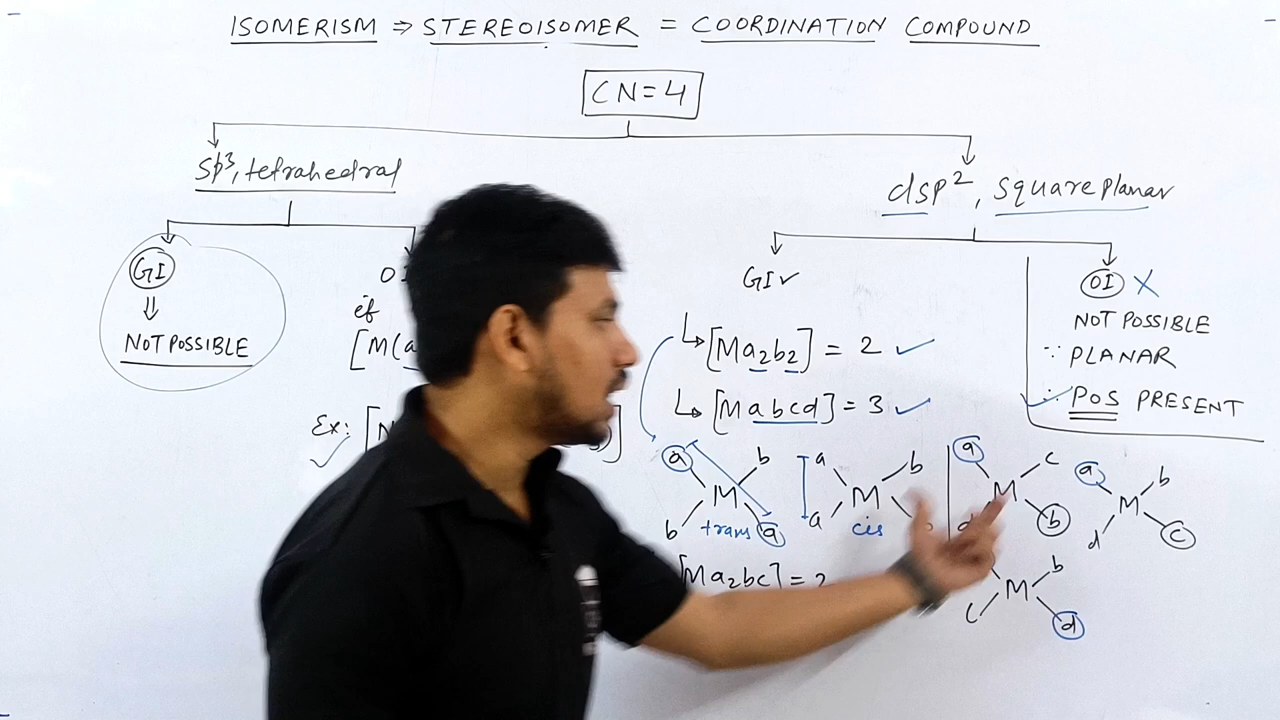 ISOMERISM ⇒ STEREOISOMER = COORDINATION COMPOUND
CN=4
sp³, tetrahedral
dsp², square planar
GI
⇓
NOT POSSIBLE
OI
if
[M(a
Ex: [N
)]
GI ✓
↳ [Ma₂b₂] = 2 ✓
↳ [Mabcd] = 3 ✓
OI X
NOT POSSIBLE
∵ PLANAR
∵ POS PRESENT
a b
M
b trans a
a b
M
a cis
a c
M
d b
a b
M
d c
M b
c d
[Ma₂bc] = 2